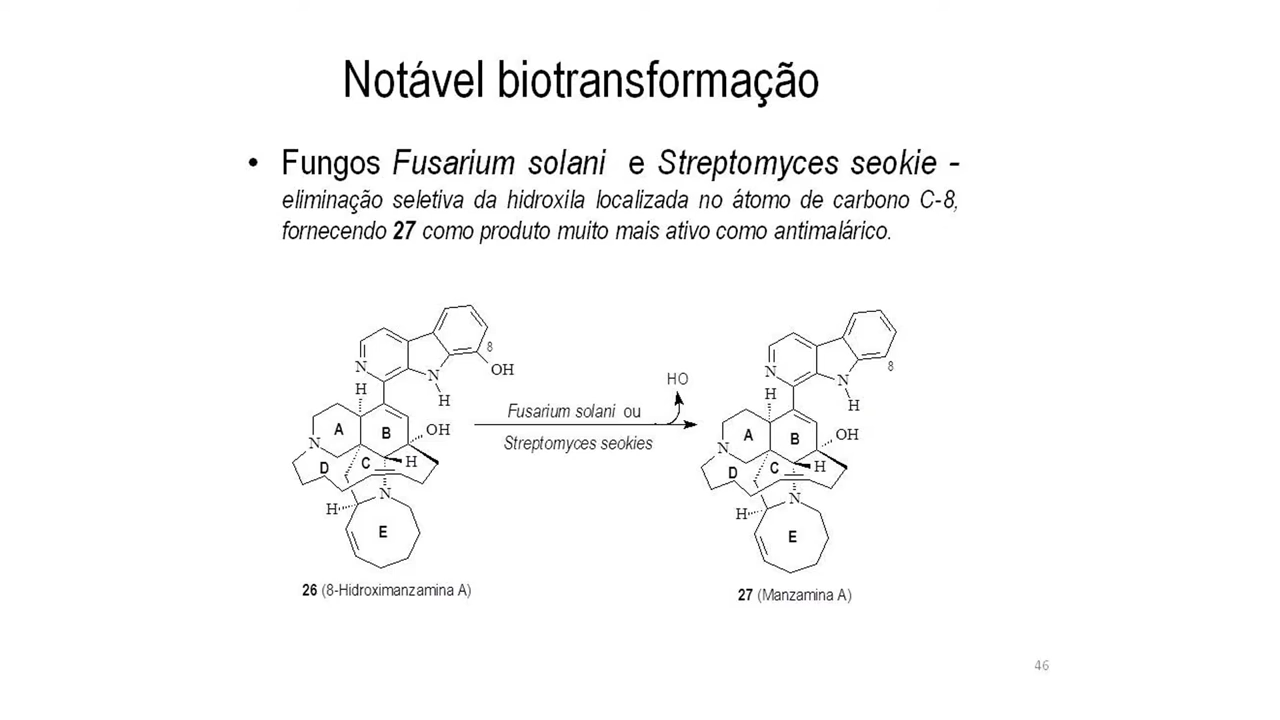 Notável biotransformação
• Fungos Fusarium solani e Streptomyces seokie -
eliminação seletiva da hidroxila localizada no átomo de carbono C-8,
fornecendo 27 como produto muito mais ativo como antimalárico.
8
N
OH
N
H
H
A
B
OH
N
D
C
H
N
H
E
26 (8-Hidroximanzamina A)
HO
Fusarium solani ou
Streptomyces seokies
N
8
N
H
H
A
B
OH
N
D
C
H
N
H
E
27 (Manzamina A)
46